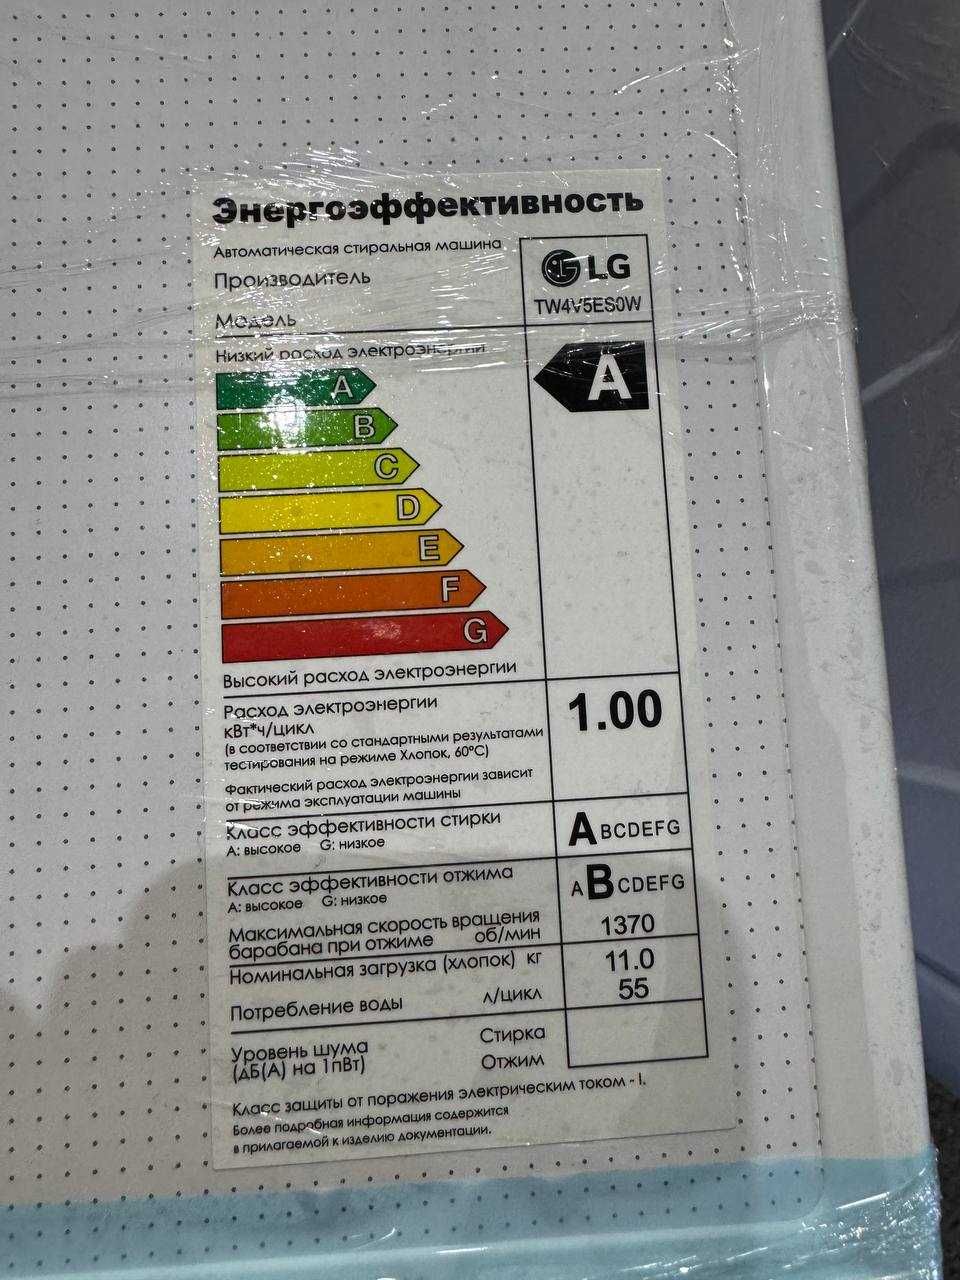 Энергоэффективность
Автоматическая стиральная машина
Производитель
LG
Модель
TW4V5ES0W
Низкий расход электроэнергии
A
A
B
C
D
E
F
G
Высокий расход электроэнергии
Расход электроэнергии
кВт*ч/цикл
1.00
(в соответствии со стандартными результатами
тестирования на режиме Хлопок, 60°C)
Фактический расход электроэнергии зависит
от режима эксплуатации машины
Класс эффективности стирки
A: высокое G: низкое
ABCDEFG
Класс эффективности отжима
A: высокое G: низкое
ABCDEFG
Максимальная скорость вращения
барабана при отжиме об/мин
1370
Номинальная загрузка (хлопок) кг
11.0
Потребление воды л/цикл
55
Уровень шума Стирка
(дБ(А) на 1пВт) Отжим
Класс защиты от поражения электрическим током - I.
Более подробная информация содержится
в прилагаемой к изделию документации.